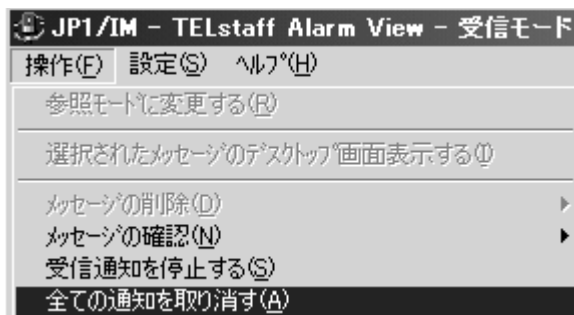 JP1/IM - TELstaff Alarm View - 受信モード
操作(F) 設定(S) ヘルプ(H)
参照モードに変更する(R)
選択されたメッセージのデスクトップ画面表示する(I)
メッセージの削除(D)
メッセージの確認(N)
受信通知を停止する(S)
全ての通知を取り消す(A)